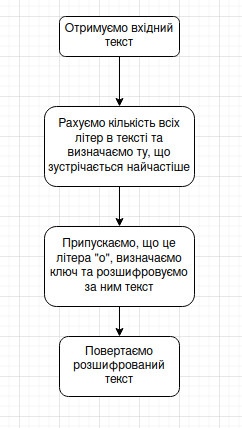 Отримуємо вхідний
текст
Рахуємо кількість всіх
літер в тексті та
визначаємо ту, що
зустрічається найчастіше
Припускаємо, що це
літера "о", визначаємо
ключ та розшифровуємо
за ним текст
Повертаємо
розшифрований
текст